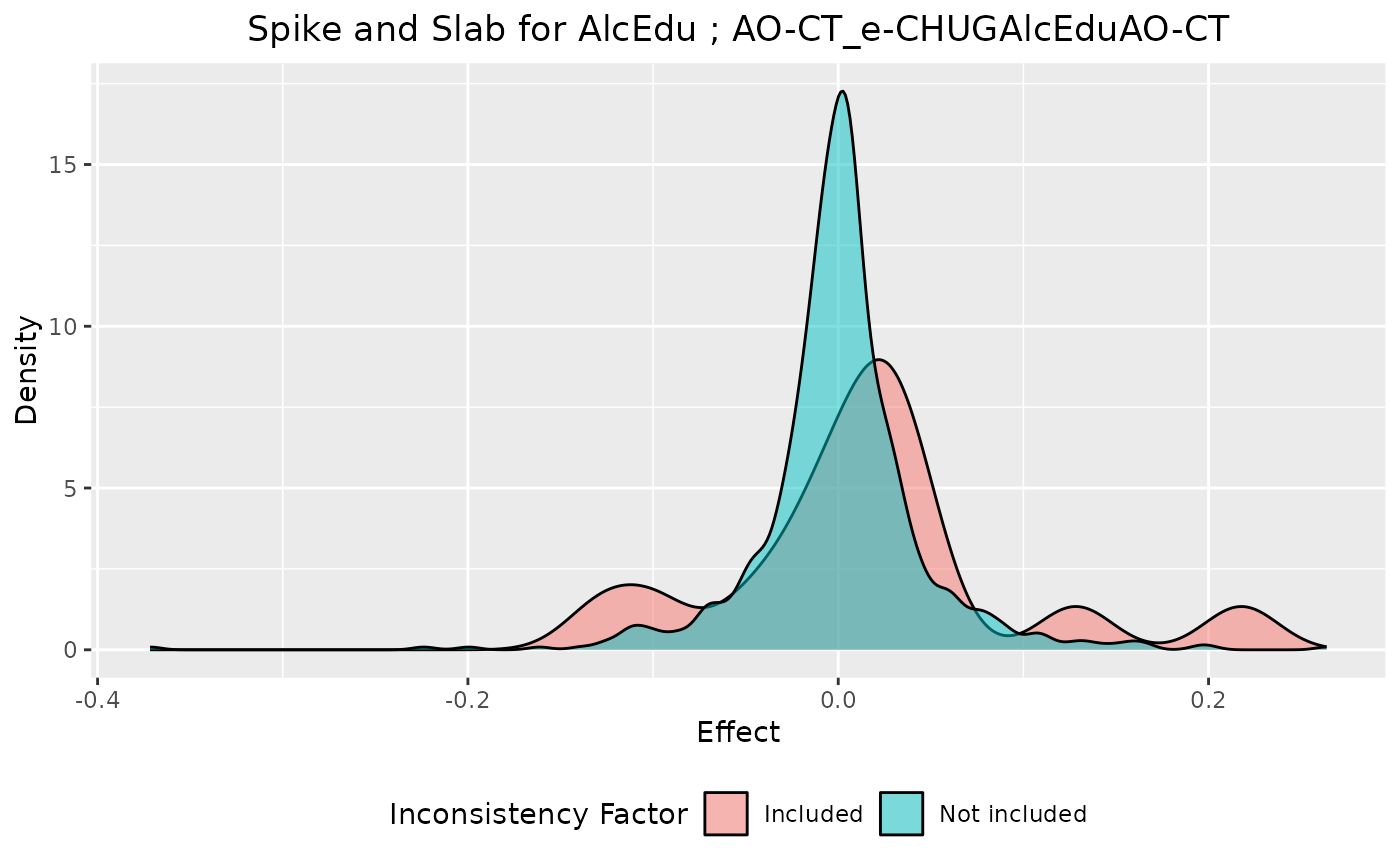 Spike and Slab for AlcEdu ; AO-CT_e-CHUGAlcEduAO-CT
Density
15
10
5
0
-0.4 -0.2 0.0 0.2
Effect
Inconsistency Factor Included Not included